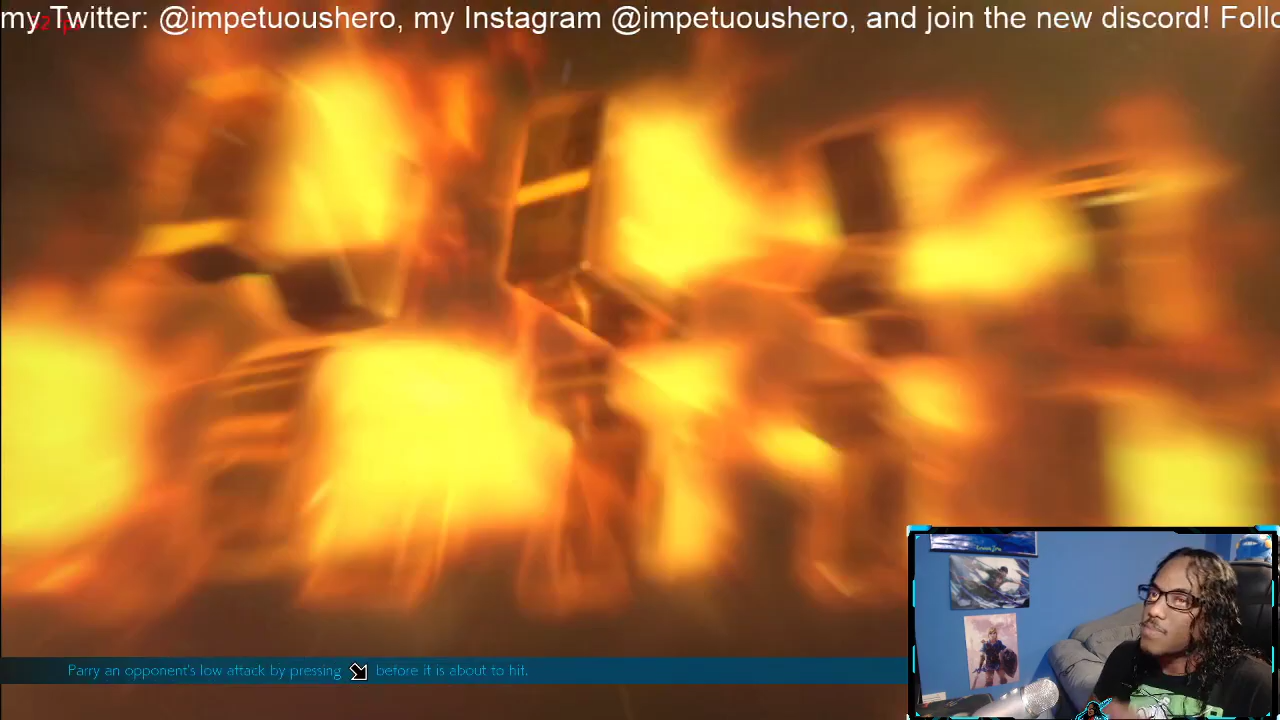 my Twitter: @impetuoushero, my Instagram @impetuoushero, and join the new discord! Follo
Parry an opponent's low attack by pressing before it is about to hit.